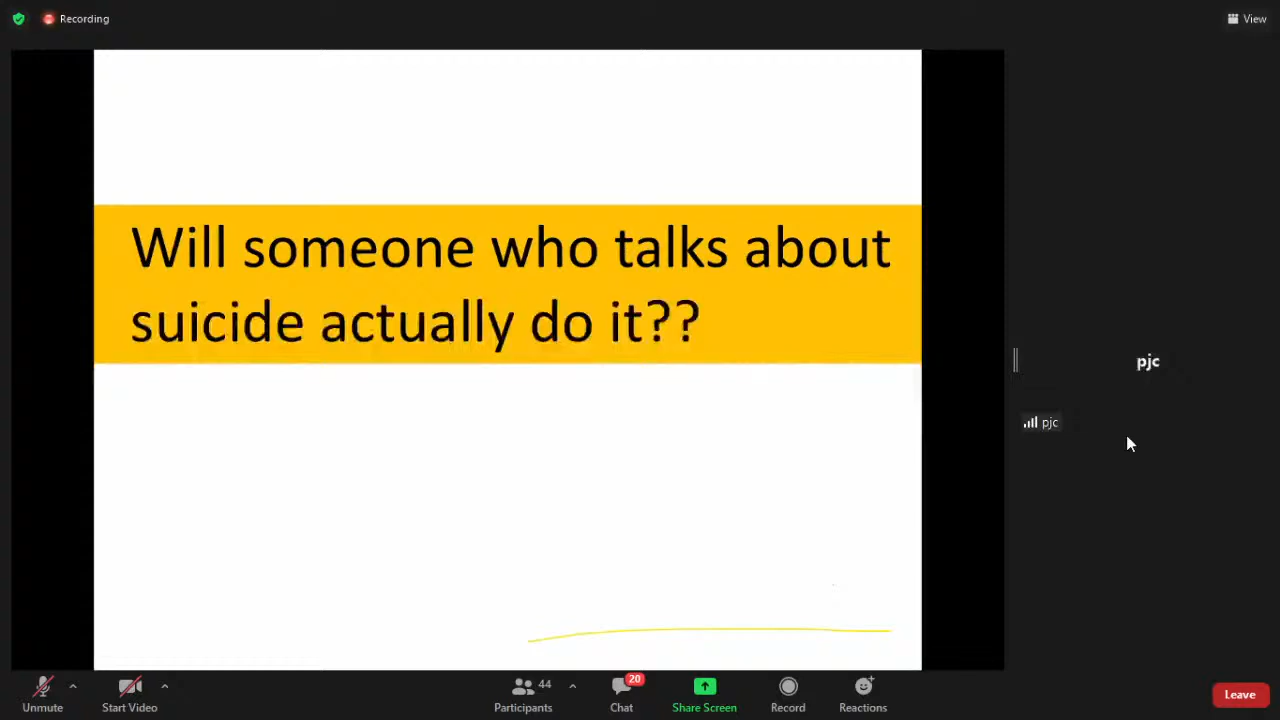 Recording
View
Will someone who talks about
suicide actually do it??
pjc
pjc
44
20
Unmute
Start Video
Participants
Chat
Share Screen
Record
Reactions
Leave